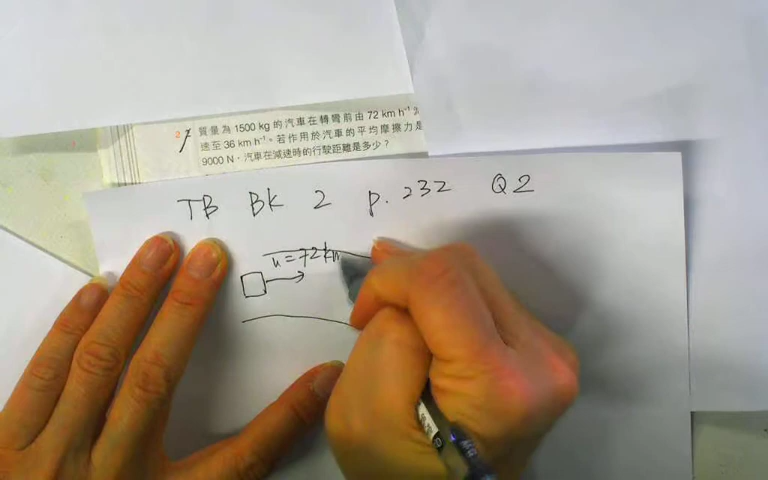 2 質量為 1500 kg 的汽車在轉彎前由 72 km h⁻¹
速至 36 km h⁻¹。若作用於汽車的平均摩擦力是
9000 N，汽車在減速時的行駛距離是多少？
TB BK 2 p. 232 Q2
u = 72 km